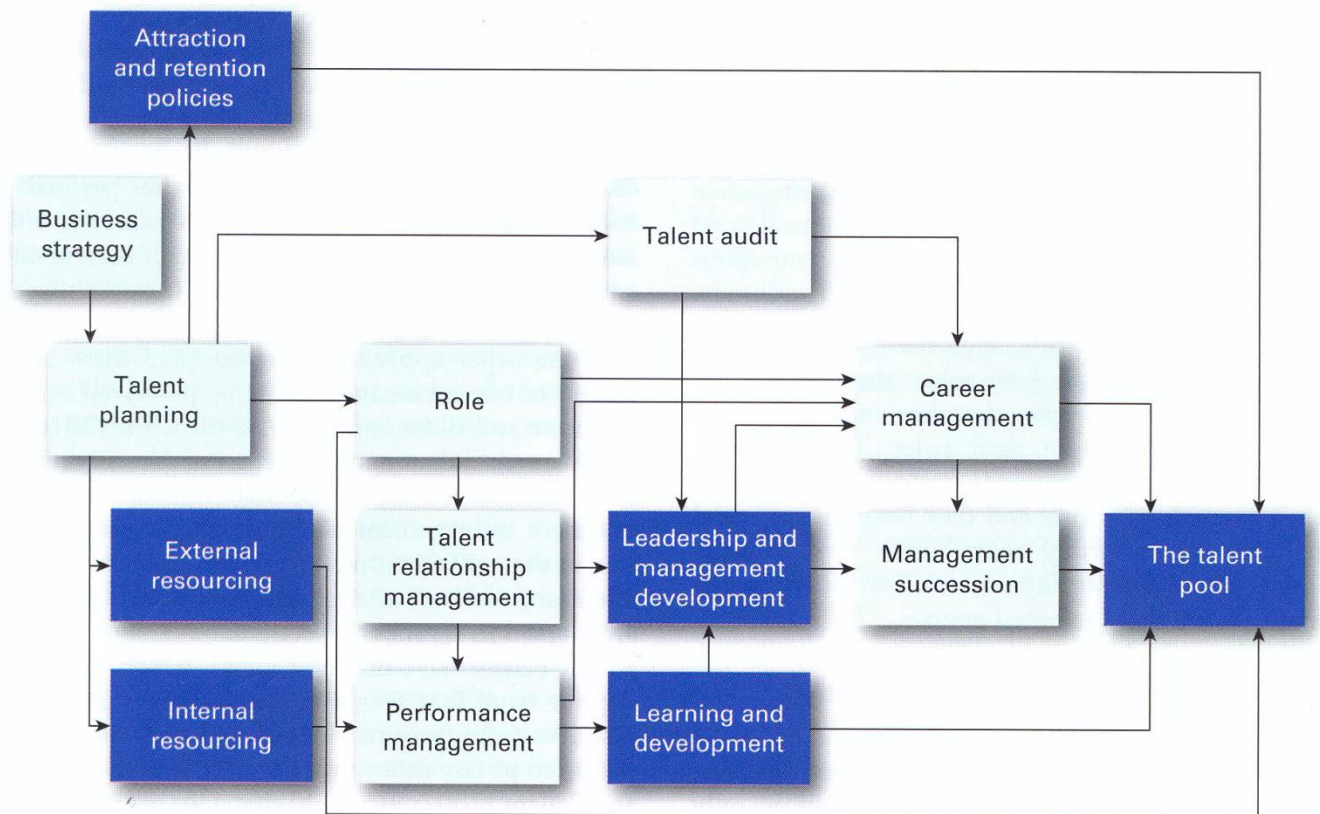 Attraction
and retention
policies
Business
strategy
Talent audit
Talent
planning
Role
Career
management
External
resourcing
Talent
relationship
management
Leadership and
management
development
Management
succession
The talent
pool
Internal
resourcing
Performance
management
Learning and
development